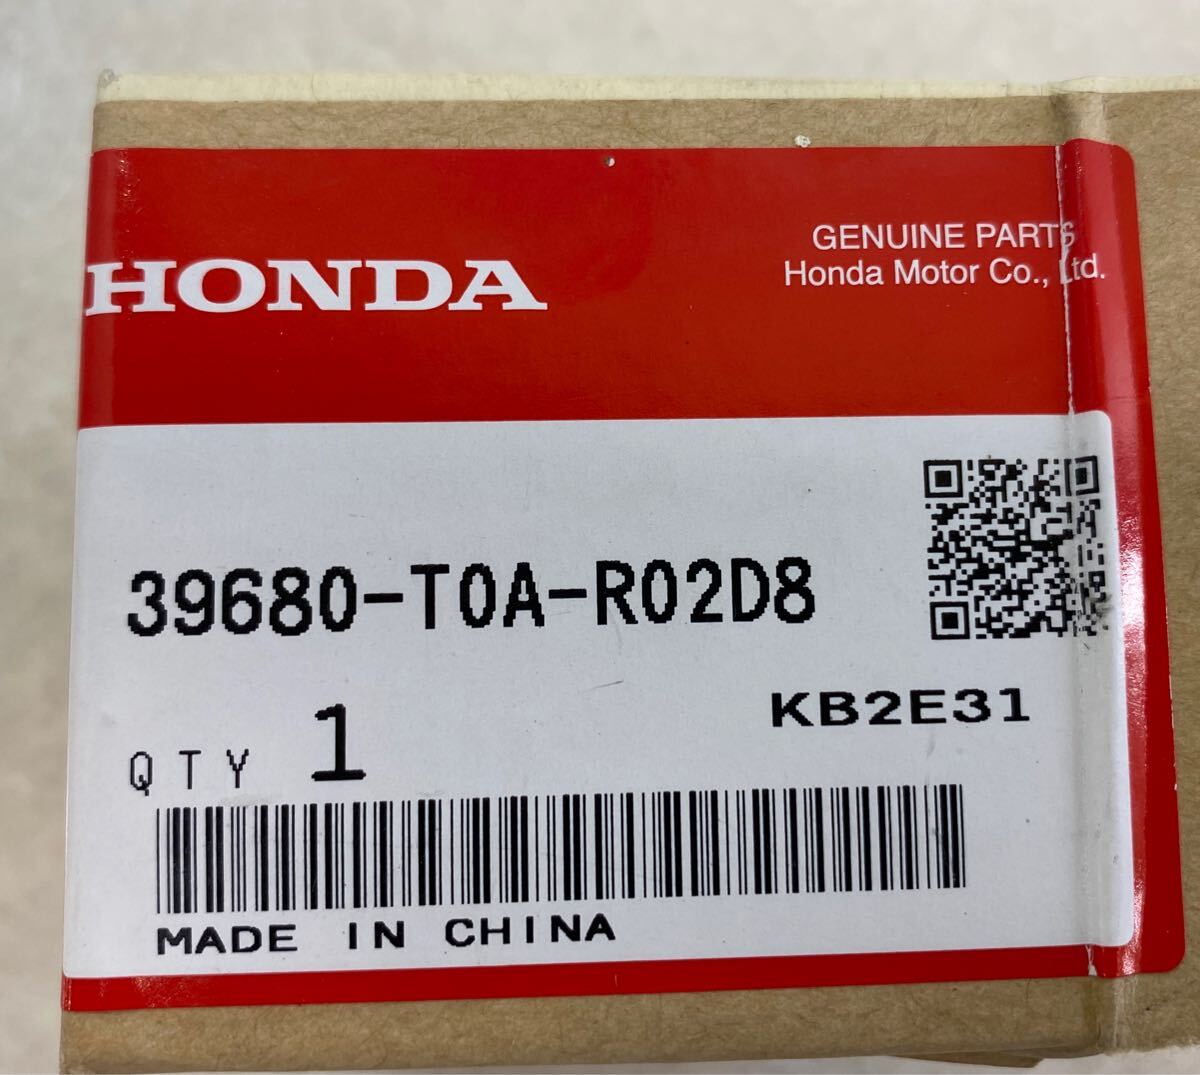 HONDA
GENUINE PARTS
Honda Motor Co., Ltd.
39680-T0A-R02D8
KB2E31
QTY 1
MADE IN CHINA